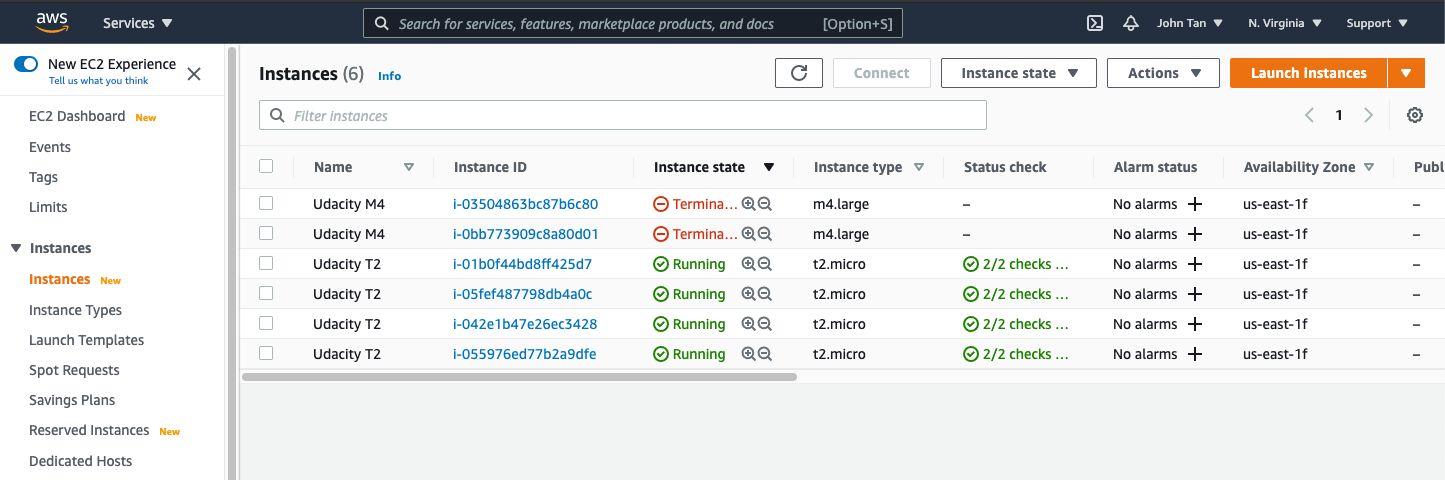 aws Services Search for services, features, marketplace products, and docs [Option+S] John Tan N. Virginia Support
New EC2 Experience
Tell us what you think
EC2 Dashboard New
Events
Tags
Limits
Instances
Instances New
Instance Types
Launch Templates
Spot Requests
Savings Plans
Reserved Instances New
Dedicated Hosts
Instances (6) Info Connect Instance state Actions Launch instances
Filter instances 1
Name Instance ID Instance state Instance type Status check Alarm status Availability Zone Publ
Udacity M4 i-03504863bc87b6c80 Termina... m4.large – No alarms + us-east-1f –
Udacity M4 i-0bb773909c8a80d01 Termina... m4.large – No alarms + us-east-1f –
Udacity T2 i-01b0f44bd8ff425d7 Running t2.micro 2/2 checks ... No alarms + us-east-1f –
Udacity T2 i-05fef487798db4a0c Running t2.micro 2/2 checks ... No alarms + us-east-1f –
Udacity T2 i-042e1b47e26ec3428 Running t2.micro 2/2 checks ... No alarms + us-east-1f –
Udacity T2 i-055976ed77b2a9dfe Running t2.micro 2/2 checks ... No alarms + us-east-1f –